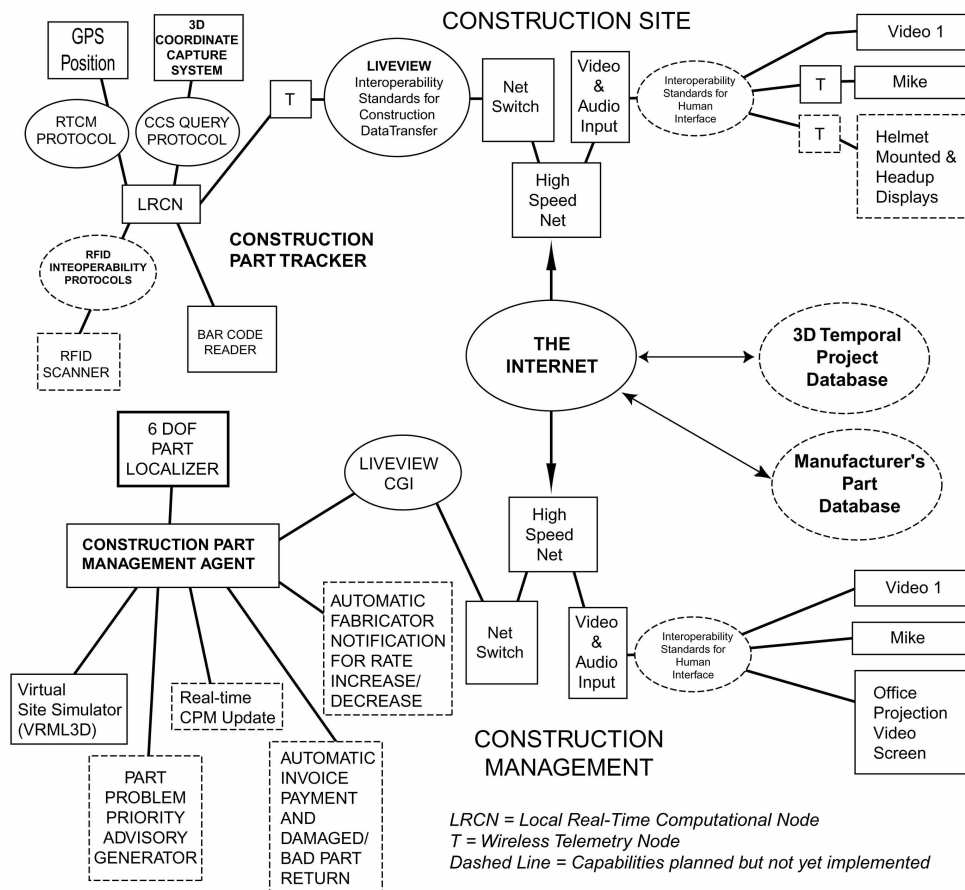 CONSTRUCTION SITE
GPS
Position
3D
COORDINATE
CAPTURE
SYSTEM
RTCM
PROTOCOL
CCS QUERY
PROTOCOL
LRCN
T
LIVEVIEW
Interoperability
Standards for
Construction
DataTransfer
Net
Switch
Video
&
Audio
Input
High
Speed
Net
Interoperability
Standards for
Human
Interface
Video 1
T
Mike
T
Helmet
Mounted &
Headup
Displays
CONSTRUCTION
PART TRACKER
RFID
INTEOPERABILITY
PROTOCOLS
RFID
SCANNER
BAR CODE
READER
THE
INTERNET
3D Temporal
Project
Database
Manufacturer's
Part
Database
6 DOF
PART
LOCALIZER
LIVEVIEW
CGI
CONSTRUCTION PART
MANAGEMENT AGENT
High
Speed
Net
Net
Switch
Video
&
Audio
Input
Interoperability
Standards for
Human
Interface
Video 1
Mike
Office
Projection
Video
Screen
Virtual
Site Simulator
(VRML3D)
PART
PROBLEM
PRIORITY
ADVISORY
GENERATOR
Real-time
CPM Update
AUTOMATIC
INVOICE
PAYMENT
AND
DAMAGED/
BAD PART
RETURN
AUTOMATIC
FABRICATOR
NOTIFICATION
FOR RATE
INCREASE/
DECREASE
CONSTRUCTION
MANAGEMENT
LRCN = Local Real-Time Computational Node
T = Wireless Telemetry Node
Dashed Line = Capabilities planned but not yet implemented